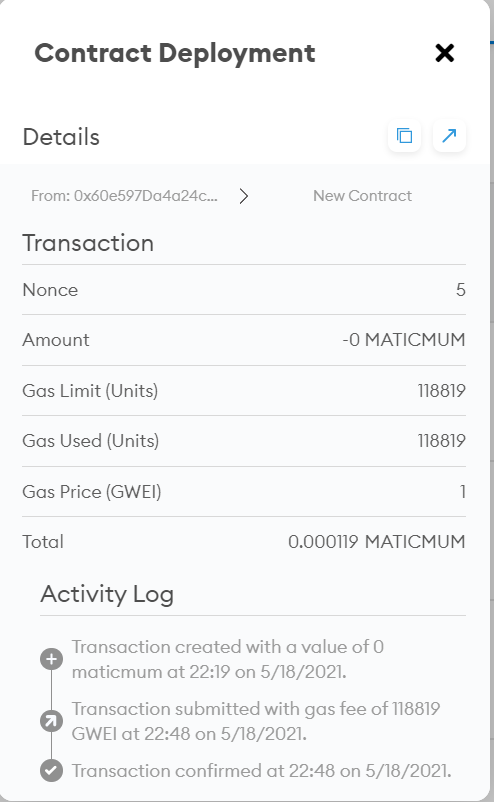 Contract Deployment
Details
From: 0x60e597Da4a24c... New Contract
Transaction
Nonce 5
Amount -0 MATICMUM
Gas Limit (Units) 118819
Gas Used (Units) 118819
Gas Price (GWEI) 1
Total 0.000119 MATICMUM
Activity Log
Transaction created with a value of 0
maticmum at 22:19 on 5/18/2021.
Transaction submitted with gas fee of 118819
GWEI at 22:48 on 5/18/2021.
Transaction confirmed at 22:48 on 5/18/2021.